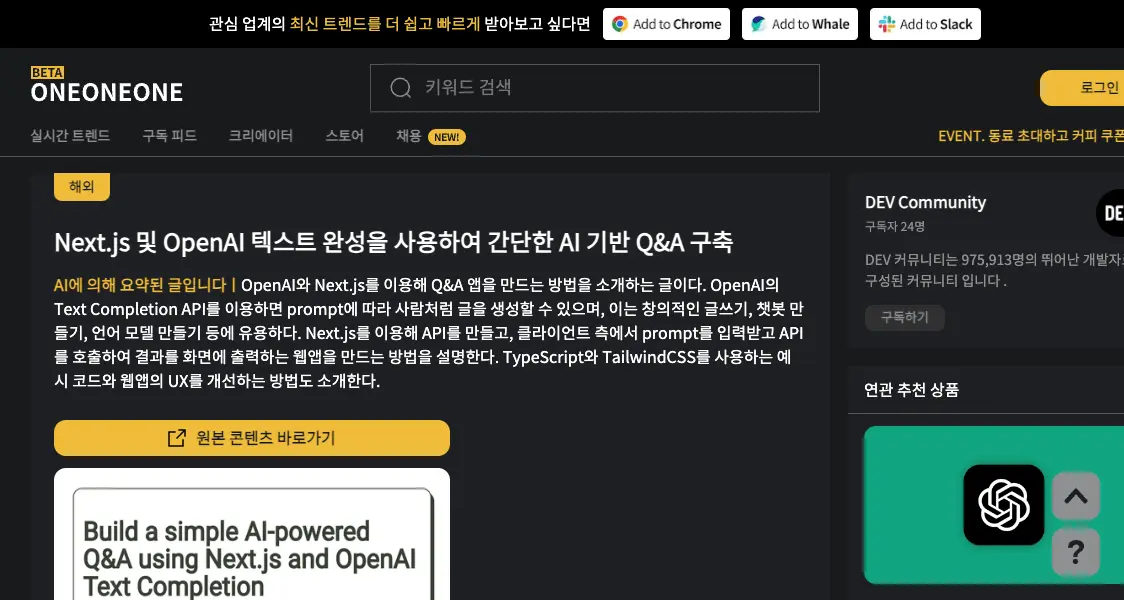 관심 업계의 최신 트렌드를 더 쉽고 빠르게 받아보고 싶다면 Add to Chrome Add to Whale Add to Slack
BETA
ONEONEONE
키워드 검색
로그인
실시간 트렌드 구독 피드 크리에이터 스토어 채용 NEW!
EVENT. 동료 초대하고 커피 쿠폰
해외
Next.js 및 OpenAI 텍스트 완성을 사용하여 간단한 AI 기반 Q&A 구축
AI에 의해 요약된 글입니다 | OpenAI와 Next.js를 이용해 Q&A 앱을 만드는 방법을 소개하는 글이다. OpenAI의
Text Completion API를 이용하면 prompt에 따라 사람처럼 글을 생성할 수 있으며, 이는 창의적인 글쓰기, 챗봇 만
들기, 언어 모델 만들기 등에 유용하다. Next.js를 이용해 API를 만들고, 클라이언트 측에서 prompt를 입력받고 API
를 호출하여 결과를 화면에 출력하는 웹앱을 만드는 방법을 설명한다. TypeScript와 TailwindCSS를 사용하는 예
시 코드와 웹앱의 UX를 개선하는 방법도 소개한다.
원본 콘텐츠 바로가기
Build a simple AI-powered
Q&A using Next.js and OpenAI
Text Completion
DEV Community
구독자 24명
DE
DEV 커뮤니티는 975,913명의 뛰어난 개발자
구성된 커뮤니티 입니다 .
구독하기
연관 추천 상품
?